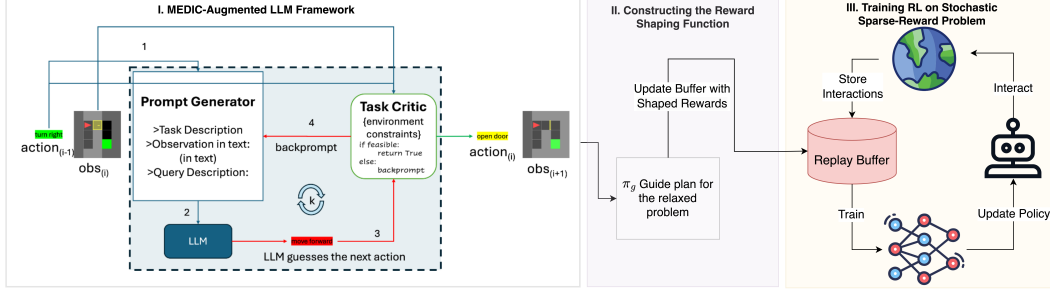 I. MEDIC-Augmented LLM Framework
1
Prompt Generator
>Task Description
>Observation in text:
(in text)
>Query Description:
turn right
action(i-1)
obs(i)
4
backprompt
Task Critic
{environment
constraints}
if feasible:
return True
else:
backprompt
open door
action(i)
obs(i+1)
k
2
LLM
move forward
3
LLM guesses the next action
II. Constructing the Reward
Shaping Function
Update Buffer with
Shaped Rewards
πg Guide plan for
the relaxed
problem
III. Training RL on Stochastic
Sparse-Reward Problem
Store
Interactions
Interact
Replay Buffer
Train
Update Policy